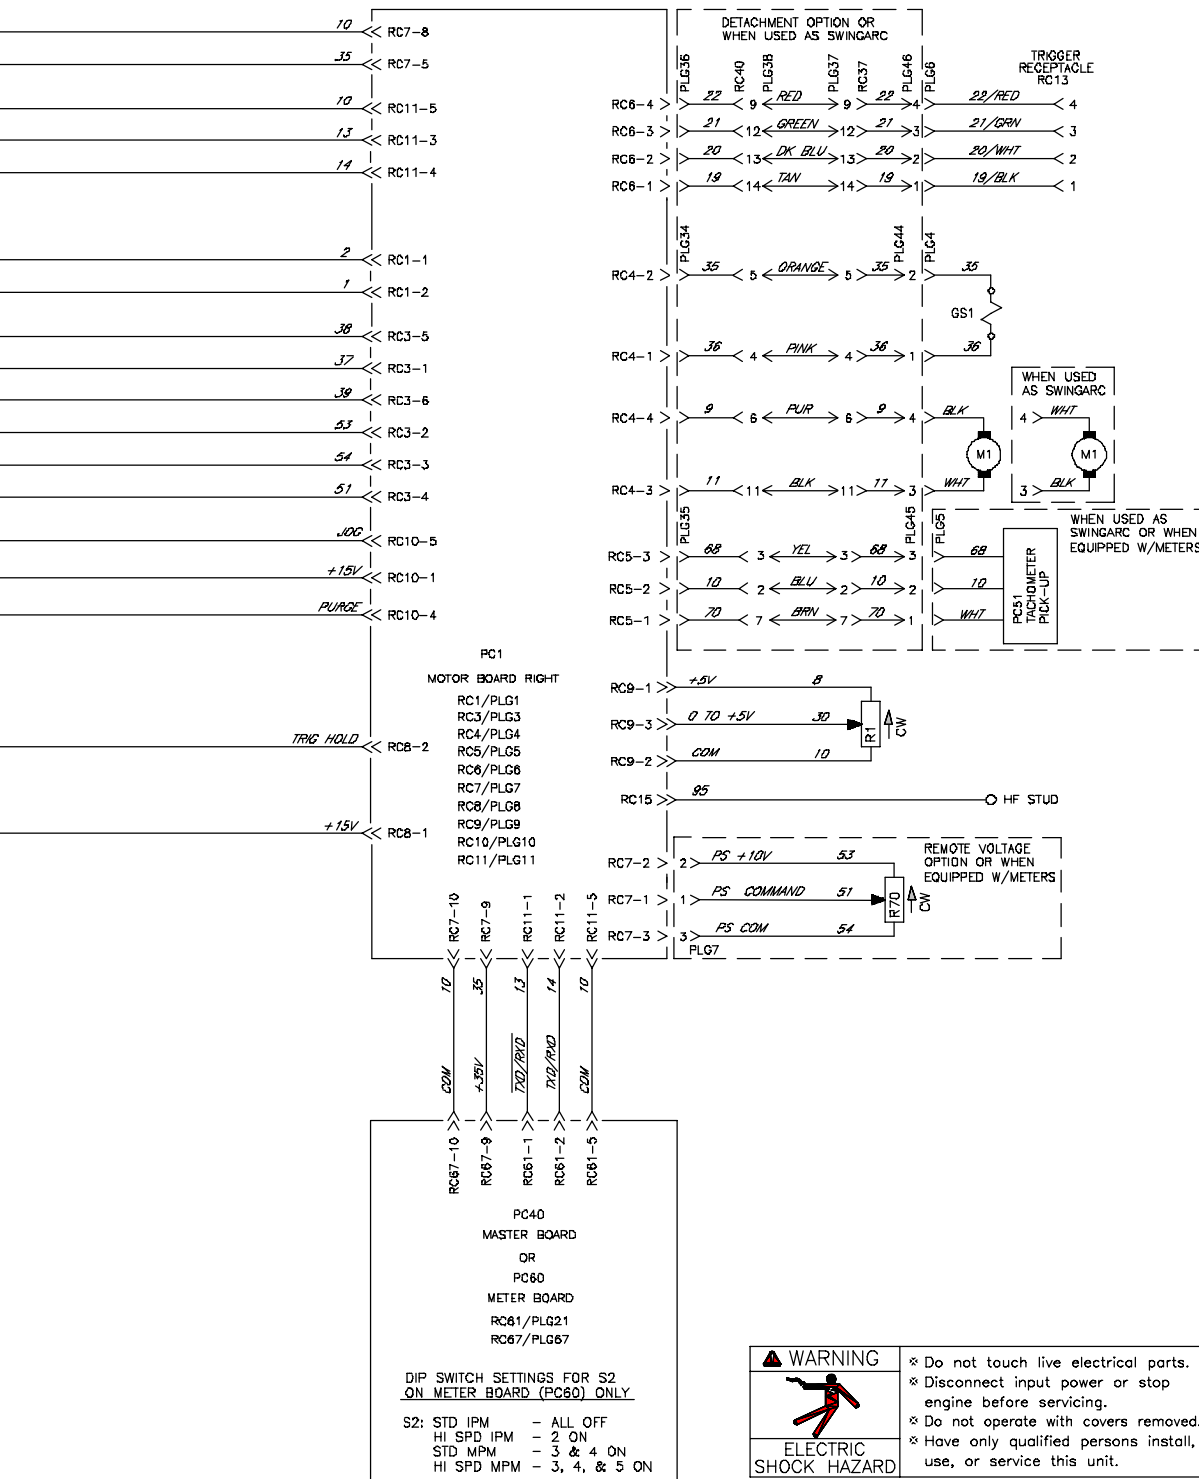 10 RC7-8
35 RC7-5
10 RC11-5
13 RC11-3
14 RC11-4
2 RC1-1
1 RC1-2
38 RC3-5
37 RC3-1
39 RC3-6
53 RC3-2
54 RC3-3
51 RC3-4
JOG RC10-5
+15V RC10-1
PURGE RC10-4
TRIG HOLD RC8-2
+15V RC8-1
PC1
MOTOR BOARD RIGHT
RC1/PLG1
RC3/PLG3
RC4/PLG4
RC5/PLG5
RC6/PLG6
RC7/PLG7
RC8/PLG8
RC9/PLG9
RC10/PLG10
RC11/PLG11
DETACHMENT OPTION OR
WHEN USED AS SWINGARC
PLG36 RC40 PLG38 PLG37 RC37 PLG46 PLG6
TRIGGER
RECEPTACLE
RC13
RC6-4 22 9 RED 9 22 4 22/RED 4
RC6-3 21 12 GREEN 12 21 3 21/GRN 3
RC6-2 20 13 DK BLU 13 20 2 20/WHT 2
RC6-1 19 14 TAN 14 19 1 19/BLK 1
PLG34 PLG44 PLG4
RC4-2 35 5 ORANGE 5 35 2 35
GS1
RC4-1 36 4 PINK 4 36 1 36
WHEN USED
AS SWINGARC
RC4-4 9 6 PUR 6 9 4 BLK 4 WHT
M1 M1
RC4-3 11 11 BLK 11 11 3 WHT 3 BLK
PLG35 PLG45 PLG5
WHEN USED AS
SWINGARC OR WHEN
EQUIPPED W/METERS
RC5-3 68 3 YEL 3 68 3 68
RC5-2 10 2 BLU 2 10 2 10
RC5-1 70 7 BRN 7 70 1 WHT
PC51
TACHOMETER
PICK-UP
RC9-1 +5V 8
RC9-3 0 TO +5V 30 R1 CW
RC9-2 COM 10
RC15 95 HF STUD
REMOTE VOLTAGE
OPTION OR WHEN
EQUIPPED W/METERS
RC7-2 2 PS +10V 53
RC7-1 1 PS COMMAND 51 R70 CW
RC7-3 3 PS COM 54
PLG7
RC7-10 RC7-9 RC11-1 RC11-2 RC11-5
10 35 13 14 10
COM +35V TXD/RXD TXD/RXD COM
RC67-10 RC67-9 RC61-1 RC61-2 RC61-5
PC40
MASTER BOARD
OR
PC60
METER BOARD
RC61/PLG21
RC67/PLG67
DIP SWITCH SETTINGS FOR S2
ON METER BOARD (PC60) ONLY
S2: STD IPM - ALL OFF
HI SPD IPM - 2 ON
STD MPM - 3 & 4 ON
HI SPD MPM - 3, 4, & 5 ON
WARNING
ELECTRIC
SHOCK HAZARD
Do not touch live electrical parts.
Disconnect input power or stop
engine before servicing.
Do not operate with covers removed.
Have only qualified persons install,
use, or service this unit.